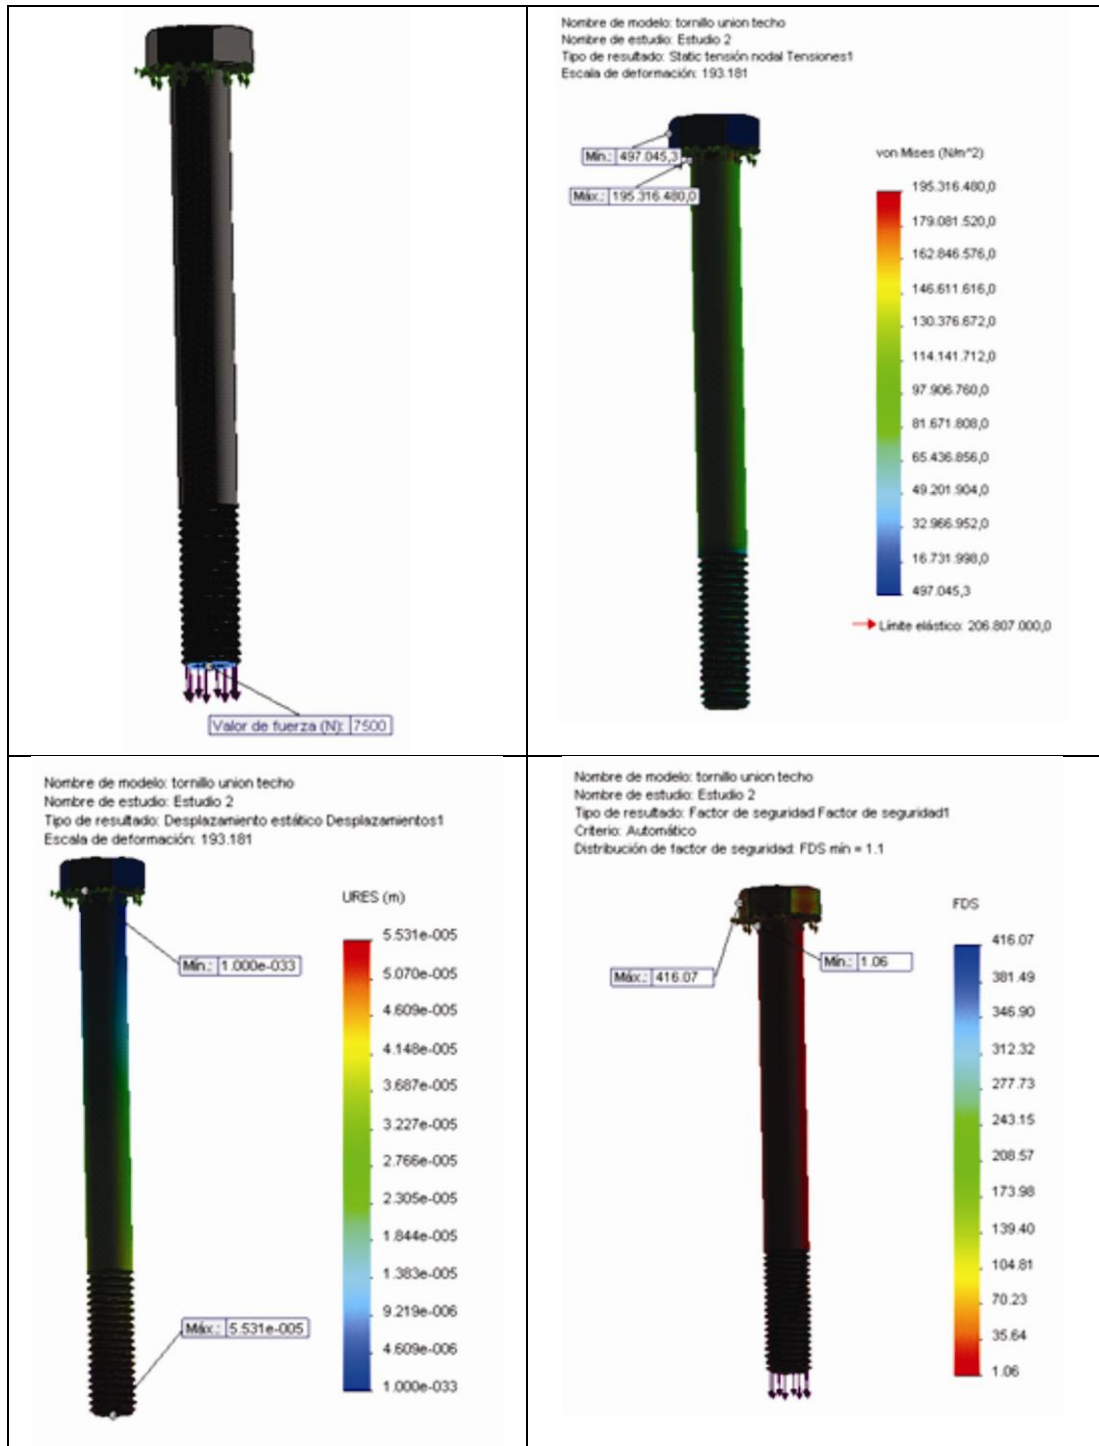 Valor de fuerza (N): 7500
Nombre de modelo: tornillo union techo
Nombre de estudio: Estudio 2
Tipo de resultado: Static tensión nodal Tensiones1
Escala de deformación: 193.181
Mín.: 497.045,3
Máx.: 195.316.480,0
von Mises (N/m^2)
195.316.480,0
179.081.520,0
162.846.576,0
146.611.616,0
130.376.672,0
114.141.712,0
97.906.760,0
81.671.808,0
65.436.856,0
49.201.904,0
32.966.952,0
16.731.998,0
497.045,3
Límite elástico: 206.807.000,0
Nombre de modelo: tornillo union techo
Nombre de estudio: Estudio 2
Tipo de resultado: Desplazamiento estático Desplazamientos1
Escala de deformación: 193.181
Mín.: 1.000e-033
Máx.: 5.531e-005
URES (m)
5.531e-005
5.070e-005
4.609e-005
4.148e-005
3.687e-005
3.227e-005
2.766e-005
2.305e-005
1.844e-005
1.383e-005
9.219e-006
4.609e-006
1.000e-033
Nombre de modelo: tornillo union techo
Nombre de estudio: Estudio 2
Tipo de resultado: Factor de seguridad Factor de seguridad1
Criterio: Automático
Distribución de factor de seguridad: FDS mín = 1.1
Máx.: 416.07
Mín.: 1.06
FDS
416.07
381.49
346.90
312.32
277.73
243.15
208.57
173.98
139.40
104.81
70.23
35.64
1.06